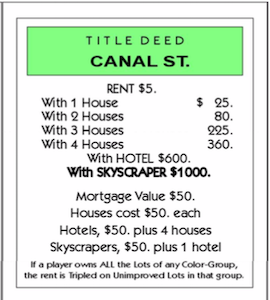 TITLE DEED
CANAL ST.
RENT $5.
With 1 House $ 25.
With 2 Houses 80.
With 3 Houses 225.
With 4 Houses 360.
With HOTEL $600.
With SKYSCRAPER $1000.
Mortgage Value $50.
Houses cost $50. each
Hotels, $50. plus 4 houses
Skyscrapers, $50. plus 1 hotel
If a player owns ALL the Lots of any Color-Group,
the rent is Tripled on Unimproved Lots in that group.